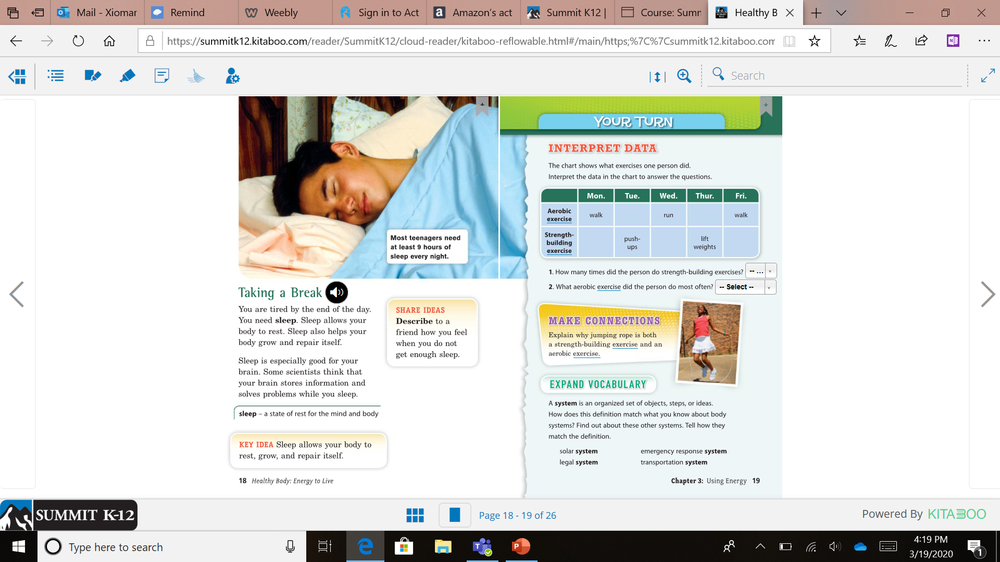 Mail - Xiomar
Remind
Weebly
Sign in to Act
Amazon's act
Summit K12 |
Course: Summ
Healthy B
https://summitk12.kitaboo.com/reader/SummitK12/cloud-reader/kitaboo-reflowable.html#/main/https;%7C%7Csummitk12.kitaboo.com
Search
Most teenagers need
at least 9 hours of
sleep every night.
Taking a Break
You are tired by the end of the day.
You need sleep. Sleep allows your
body to rest. Sleep also helps your
body grow and repair itself.
Sleep is especially good for your
brain. Some scientists think that
your brain stores information and
solves problems while you sleep.
sleep – a state of rest for the mind and body
KEY IDEA Sleep allows your body to
rest, grow, and repair itself.
SHARE IDEAS
Describe to a
friend how you feel
when you do not
get enough sleep.
18 Healthy Body: Energy to Live
YOUR TURN
INTERPRET DATA
The chart shows what exercises one person did.
Interpret the data in the chart to answer the questions.
Mon. Tue. Wed. Thur. Fri.
Aerobic
exercise
walk run walk
Strength-
building
exercise
push-
ups
lift
weights
1. How many times did the person do strength-building exercises? -- ...
2. What aerobic exercise did the person do most often? -- Select --
MAKE CONNECTIONS
Explain why jumping rope is both
a strength-building exercise and an
aerobic exercise.
EXPAND VOCABULARY
A system is an organized set of objects, steps, or ideas.
How does this definition match what you know about body
systems? Find out about these other systems. Tell how they
match the definition.
solar system emergency response system
legal system transportation system
Chapter 3: Using Energy 19
SUMMIT K-12
Page 18 - 19 of 26
Powered By KITABOO
Type here to search
4:19 PM
3/19/2020
1